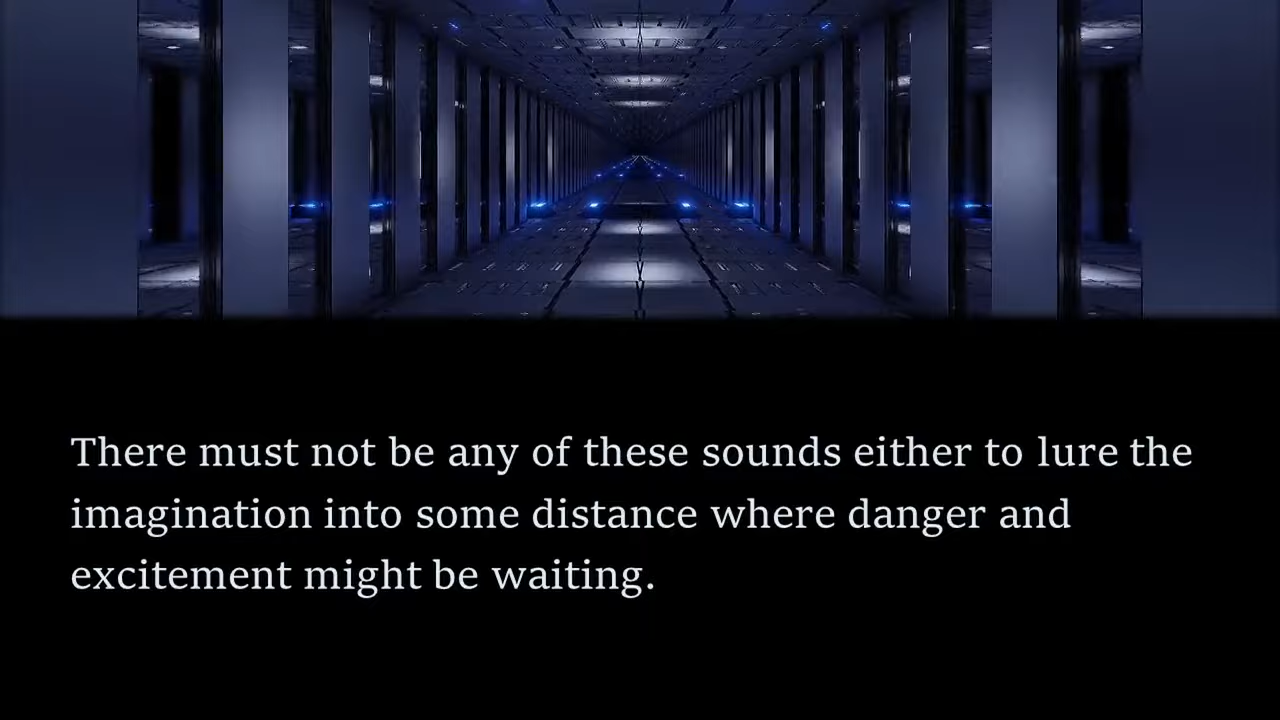 There must not be any of these sounds either to lure the
imagination into some distance where danger and
excitement might be waiting.